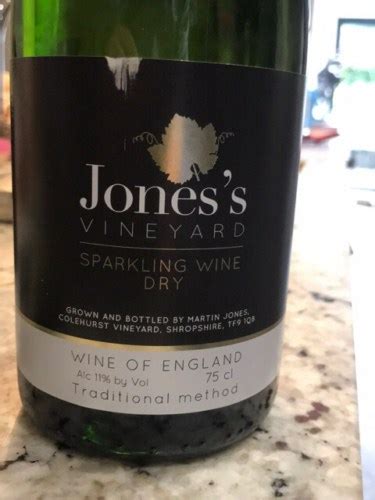 Jones's
VINEYARD
SPARKLING WINE
DRY
GROWN AND BOTTLED BY MARTIN JONES,
COLEHURST VINEYARD, SHROPSHIRE, TF9 1QB
WINE OF ENGLAND
Alc 11% by Vol 75 cl
Traditional method